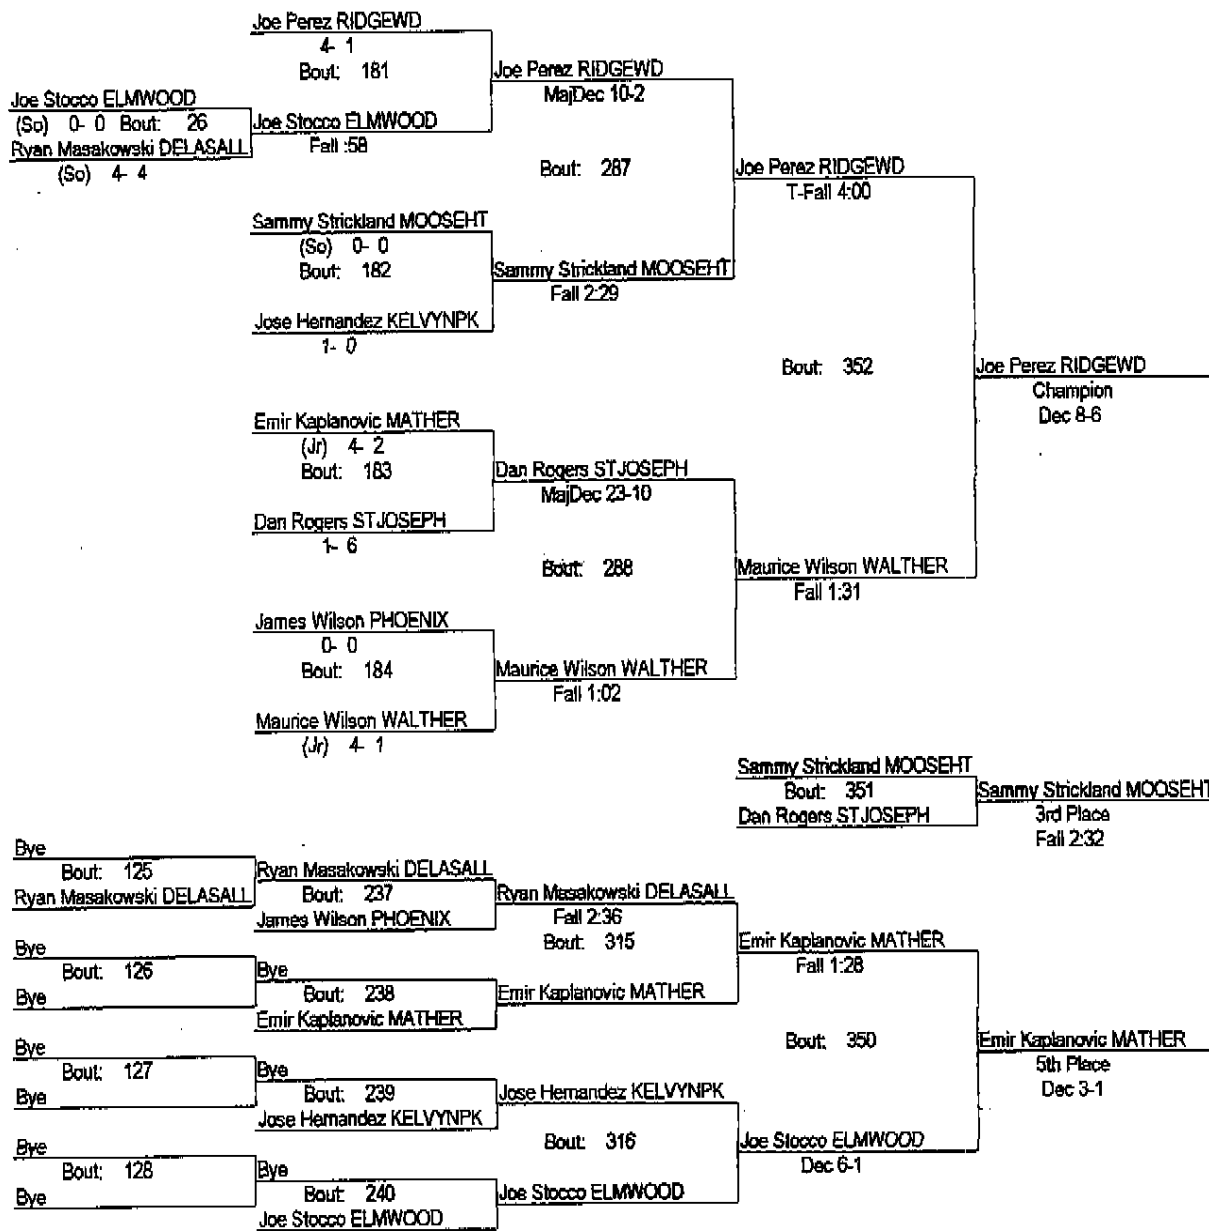 Joe Perez RIDGEWD
4- 1
Bout: 181
Joe Perez RIDGEWD
MajDec 10-2
Joe Stocco ELMWOOD
(So) 0- 0 Bout: 26
Joe Stocco ELMWOOD
Fall :58
Ryan Masakowski DELASALL
(So) 4- 4
Bout: 287
Joe Perez RIDGEWD
T-Fall 4:00
Sammy Strickland MOOSEHT
(So) 0- 0
Bout: 182
Sammy Strickland MOOSEHT
Fall 2:29
Jose Hernandez KELVYNPK
1- 0
Bout: 352
Joe Perez RIDGEWD
Champion
Dec 8-6
Emir Kaplanovic MATHER
(Jr) 4- 2
Bout: 183
Dan Rogers STJOSEPH
MajDec 23-10
Dan Rogers STJOSEPH
1- 6
Bout: 288
Maurice Wilson WALTHER
Fall 1:31
James Wilson PHOENIX
0- 0
Bout: 184
Maurice Wilson WALTHER
Fall 1:02
Maurice Wilson WALTHER
(Jr) 4- 1
Sammy Strickland MOOSEHT
Bout: 351
Sammy Strickland MOOSEHT
Dan Rogers STJOSEPH
3rd Place
Fall 2:32
Bye
Bout: 125
Ryan Masakowski DELASALL
Ryan Masakowski DELASALL
Bout: 237
Ryan Masakowski DELASALL
James Wilson PHOENIX
Fall 2:36
Bout: 315
Emir Kaplanovic MATHER
Fall 1:28
Bye
Bout: 126
Bye
Bye
Bout: 238
Emir Kaplanovic MATHER
Emir Kaplanovic MATHER
Bout: 350
Emir Kaplanovic MATHER
5th Place
Dec 3-1
Bye
Bout: 127
Bye
Bye
Bout: 239
Jose Hernandez KELVYNPK
Jose Hernandez KELVYNPK
Bout: 316
Joe Stocco ELMWOOD
Dec 6-1
Bye
Bout: 128
Bye
Bye
Bout: 240
Joe Stocco ELMWOOD
Joe Stocco ELMWOOD